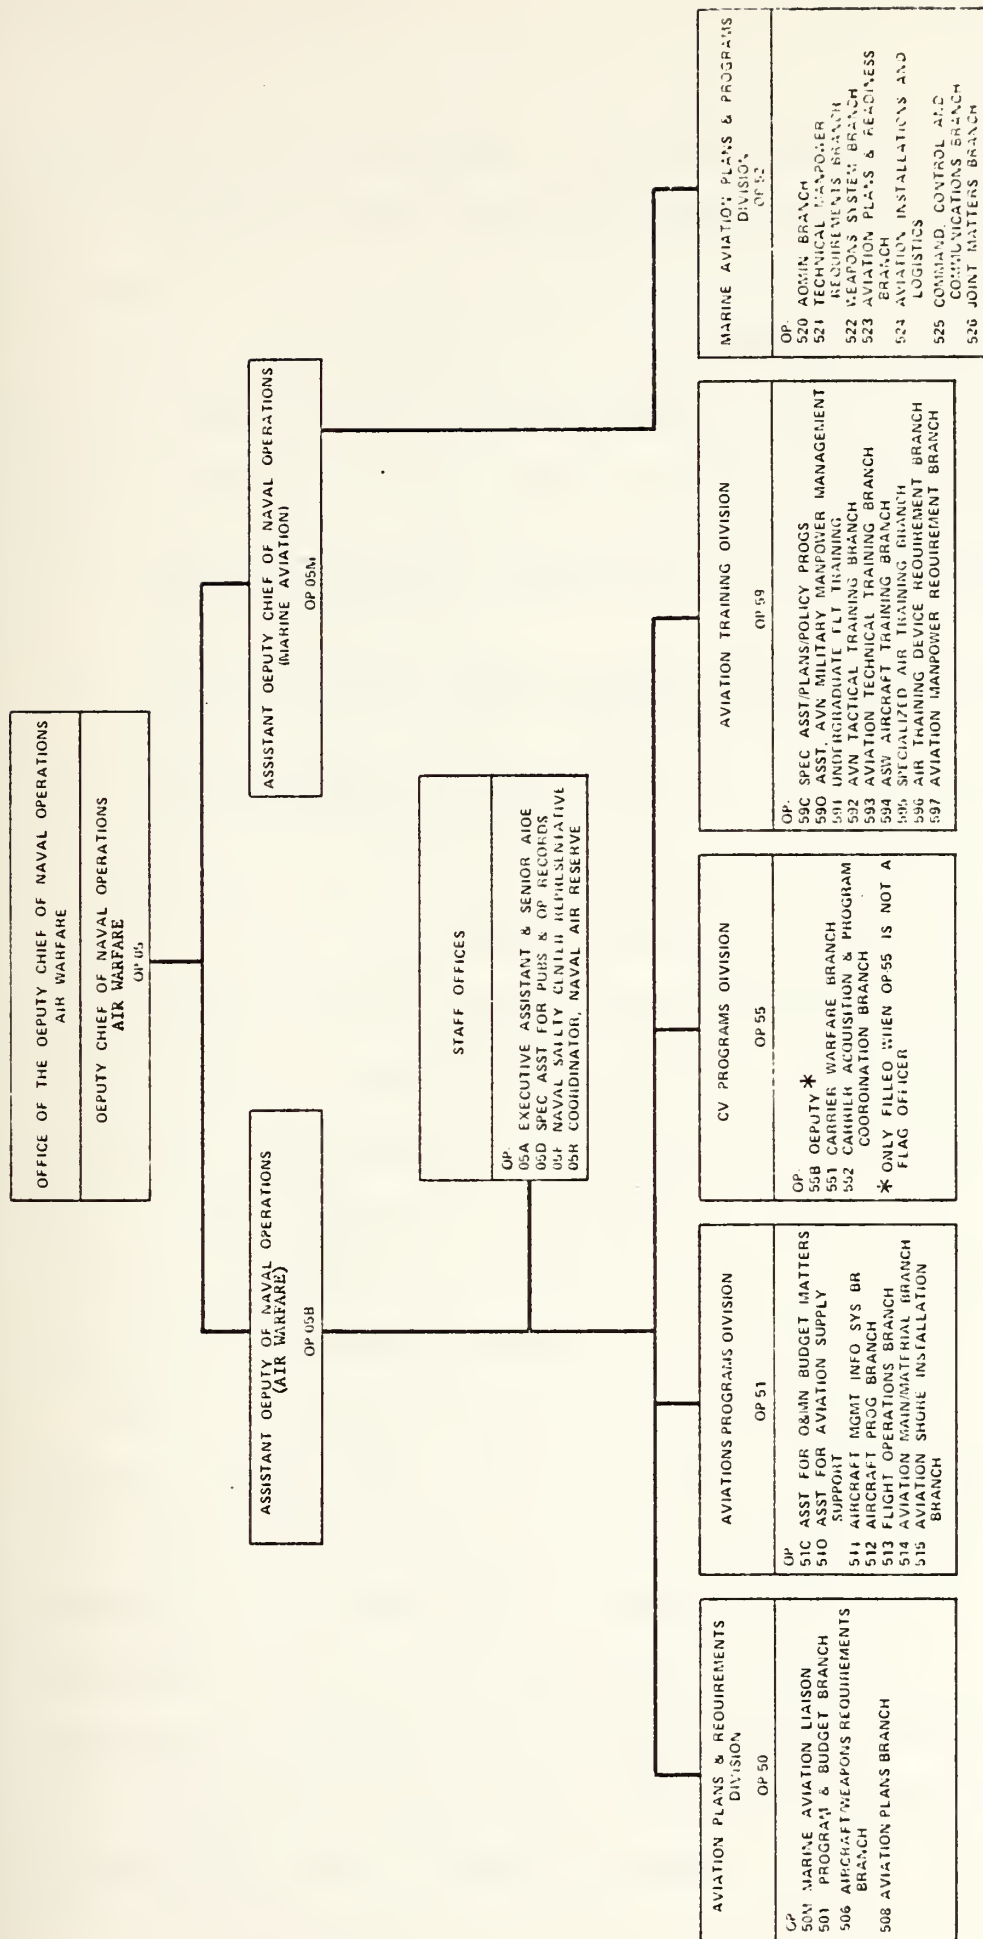 OFFICE OF THE DEPUTY CHIEF OF NAVAL OPERATIONS
AIR WARFARE
DEPUTY CHIEF OF NAVAL OPERATIONS
AIR WARFARE
OP 05
ASSISTANT DEPUTY OF NAVAL OPERATIONS
(AIR WARFARE)
OP 05B
ASSISTANT DEPUTY CHIEF OF NAVAL OPERATIONS
(MARINE AVIATION)
OP 05M
STAFF OFFICES
OP.
05A EXECUTIVE ASSISTANT & SENIOR AIDE
05D SPEC ASST FOR PUBS & OP RECORDS
05F NAVAL SAFETY CENTER REPRESENTATIVE
05R COORDINATOR, NAVAL AIR RESERVE
AVIATION PLANS & REQUIREMENTS
DIVISION
OP 50
OP
50M MARINE AVIATION LIAISON
501 PROGRAM & BUDGET BRANCH
506 AIRCRAFT/WEAPONS REQUIREMENTS
BRANCH
508 AVIATION PLANS BRANCH
AVIATIONS PROGRAMS DIVISION
OP 51
OP
51C ASST FOR O&MN BUDGET MATTERS
51D ASST FOR AVIATION SUPPLY
SUPPORT
511 AIRCRAFT MGMT INFO SYS BR
512 AIRCRAFT PROG BRANCH
513 FLIGHT OPERATIONS BRANCH
514 AVIATION MAIN/MATERIAL BRANCH
515 AVIATION SHORE INSTALLATION
BRANCH
CV PROGRAMS DIVISION
OP 55
OP.
55B DEPUTY *
551 CARRIER WARFARE BRANCH
552 CARRIER ACQUISITION & PROGRAM
COORDINATION BRANCH
* ONLY FILLED WHEN OP-55 IS NOT A
FLAG OFFICER
AVIATION TRAINING DIVISION
OP 59
OP.
59C SPEC ASST/PLANS/POLICY PROGS
59D ASST, AVN MILITARY MANPOWER MANAGEMENT
591 UNDERGRADUATE FLT TRAINING
592 AVN TACTICAL TRAINING BRANCH
593 AVIATION TECHNICAL TRAINING BRANCH
594 ASW AIRCRAFT TRAINING BRANCH
595 SPECIALIZED AIR TRAINING BRANCH
596 AIR TRAINING DEVICE REQUIREMENT BRANCH
597 AVIATION MANPOWER REQUIREMENT BRANCH
MARINE AVIATION PLANS & PROGRAMS
DIVISION
OP 52
OP.
520 ADMIN BRANCH
521 TECHNICAL MANPOWER
REQUIREMENTS BRANCH
522 WEAPONS SYSTEM BRANCH
523 AVIATION PLANS & READINESS
BRANCH
524 AVIATION INSTALLATIONS AND
LOGISTICS
525 COMMAND, CONTROL AND
COMMUNICATIONS BRANCH
526 JOINT MATTERS BRANCH